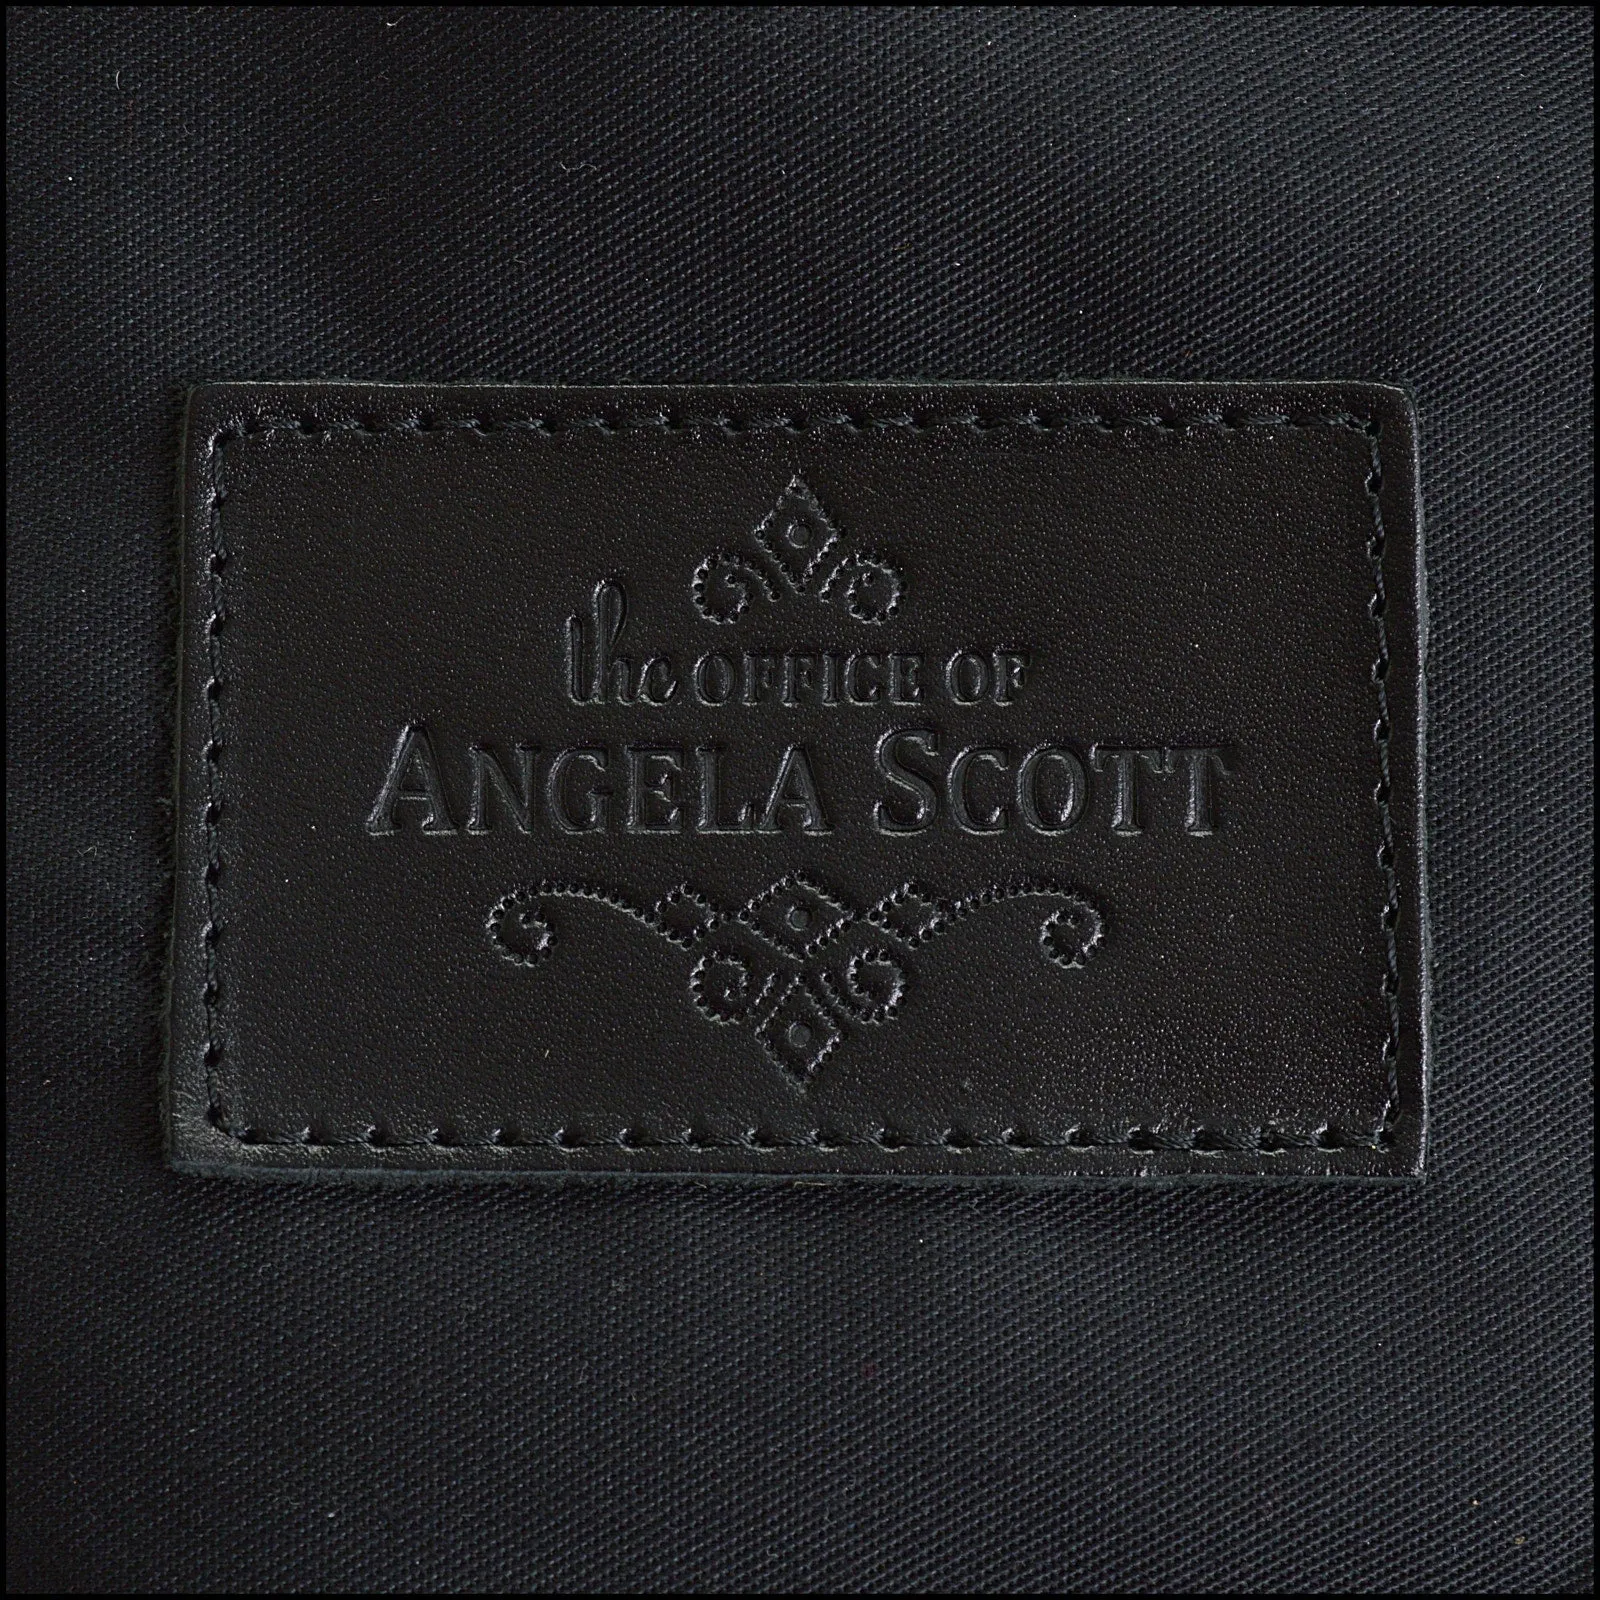 the OFFICE OF
ANGELA SCOTT